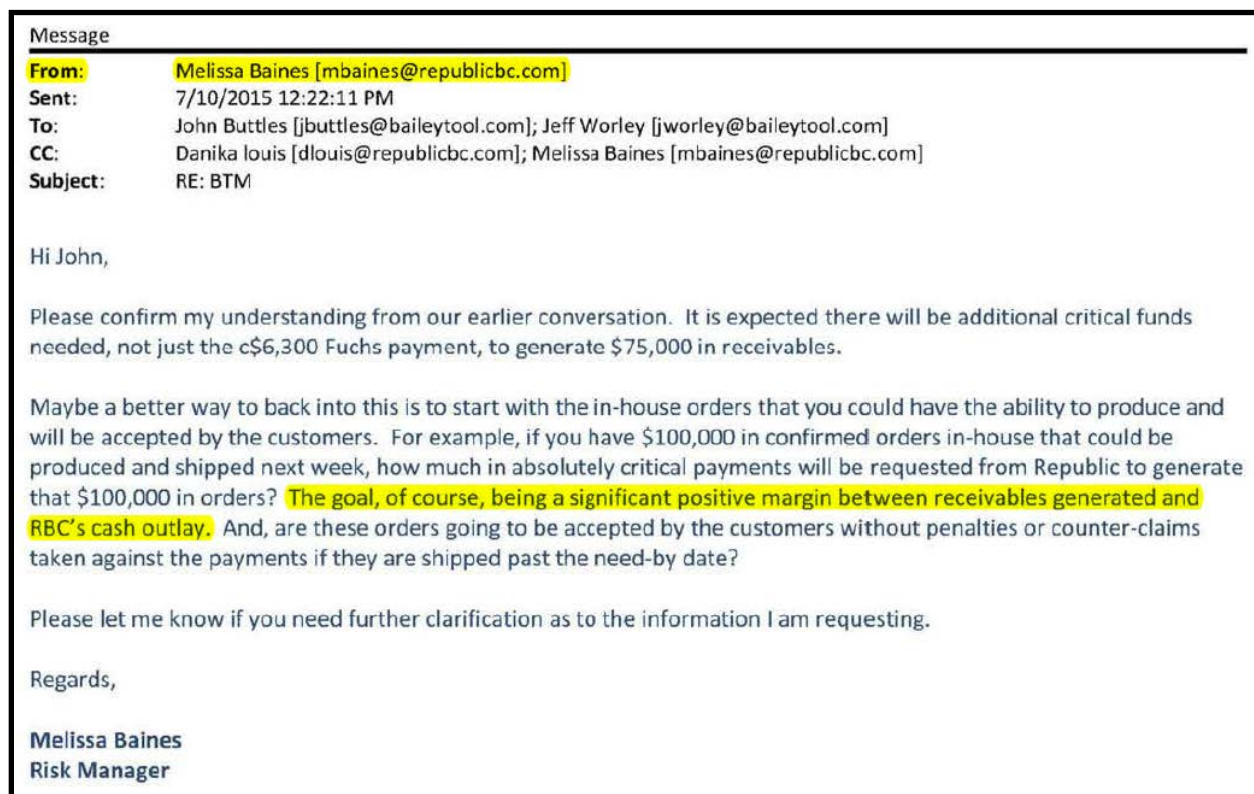 Message
From: Melissa Baines [mbaines@republicbc.com]
Sent: 7/10/2015 12:22:11 PM
To: John Buttles [jbuttles@baileytool.com]; Jeff Worley [jworley@baileytool.com]
CC: Danika louis [dlouis@republicbc.com]; Melissa Baines [mbaines@republicbc.com]
Subject: RE: BTM
Hi John,
Please confirm my understanding from our earlier conversation. It is expected there will be additional critical funds
needed, not just the c$6,300 Fuchs payment, to generate $75,000 in receivables.
Maybe a better way to back into this is to start with the in-house orders that you could have the ability to produce and
will be accepted by the customers. For example, if you have $100,000 in confirmed orders in-house that could be
produced and shipped next week, how much in absolutely critical payments will be requested from Republic to generate
that $100,000 in orders? The goal, of course, being a significant positive margin between receivables generated and
RBC's cash outlay. And, are these orders going to be accepted by the customers without penalties or counter-claims
taken against the payments if they are shipped past the need-by date?
Please let me know if you need further clarification as to the information I am requesting.
Regards,
Melissa Baines
Risk Manager